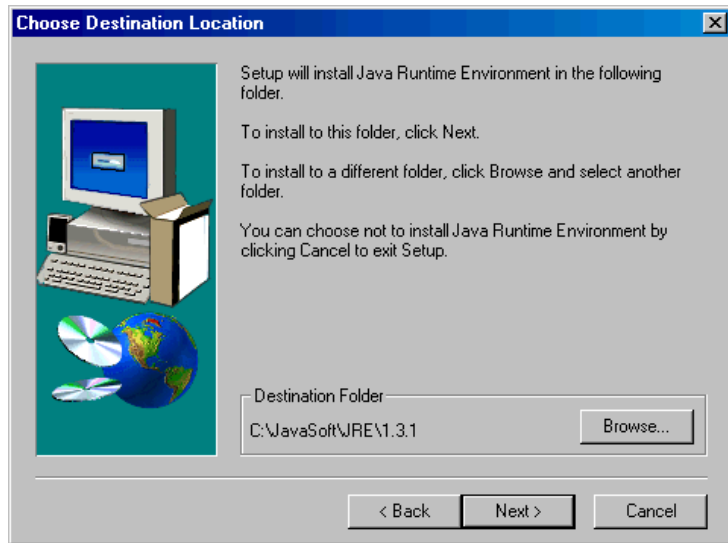 Choose Destination Location
Setup will install Java Runtime Environment in the following
folder.
To install to this folder, click Next.
To install to a different folder, click Browse and select another
folder.
You can choose not to install Java Runtime Environment by
clicking Cancel to exit Setup.
Destination Folder
C:\JavaSoft\JRE\1.3.1
Browse...
< Back
Next >
Cancel